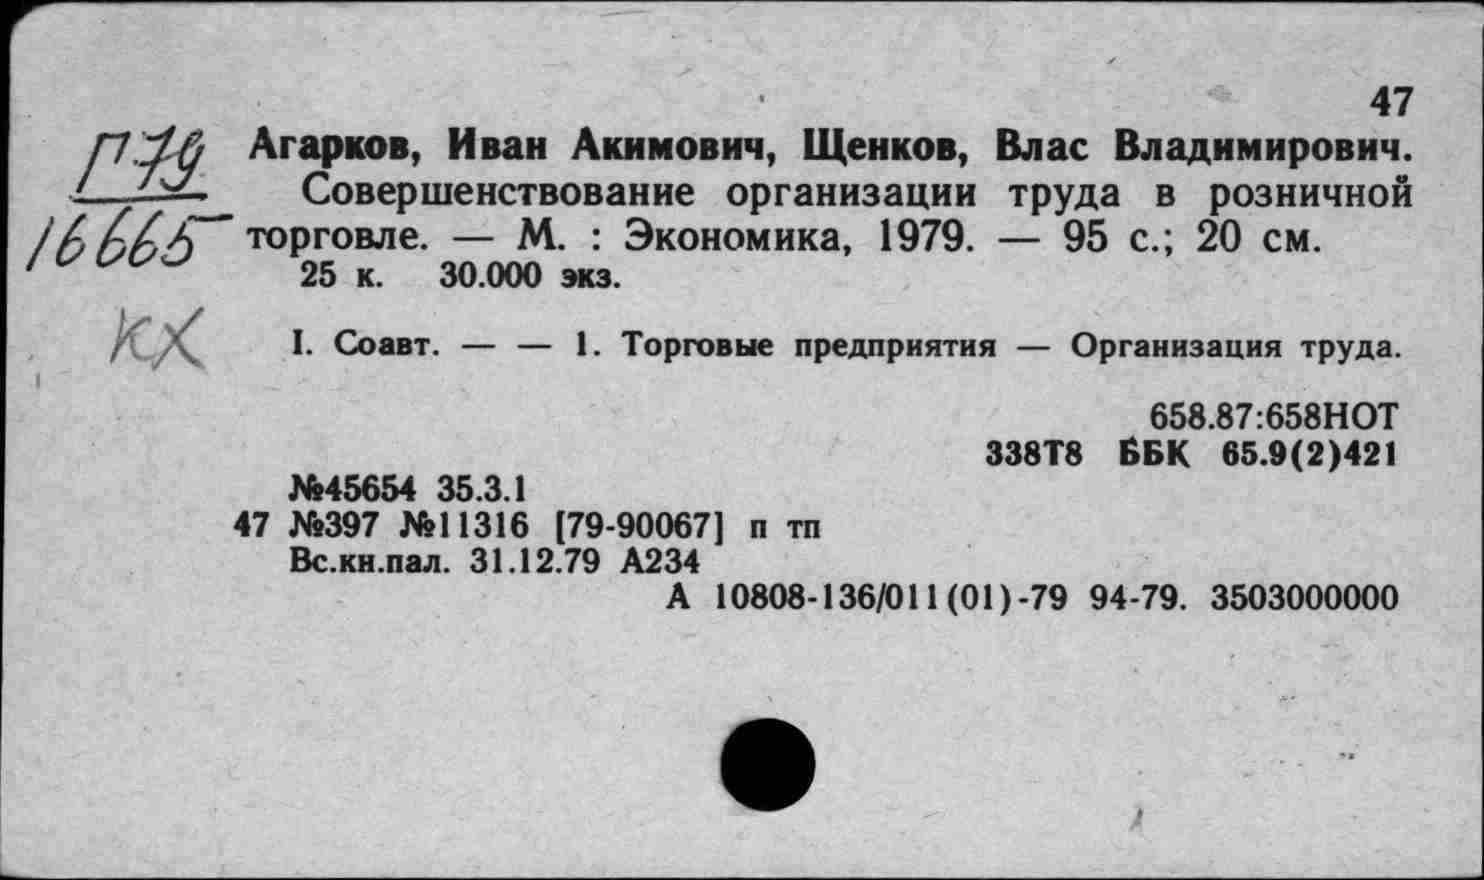 47
П79
16665
КХ
Агарков, Иван Акимович, Щенков, Влас Владимирович.
Совершенствование организации труда в розничной
торговле. — М. : Экономика, 1979. — 95 с.; 20 см.
25 к. 30.000 экз.
I. Соавт. — — 1. Торговые предприятия — Организация труда.
658.87:658НОТ
338Т8 ББК 65.9(2)421
№45654 35.3.1
47 №397 №11316 [79-90067] п тп
Вс.кн.пал. 31.12.79 А234
А 10808-136/011(01)-79 94-79. 3503000000